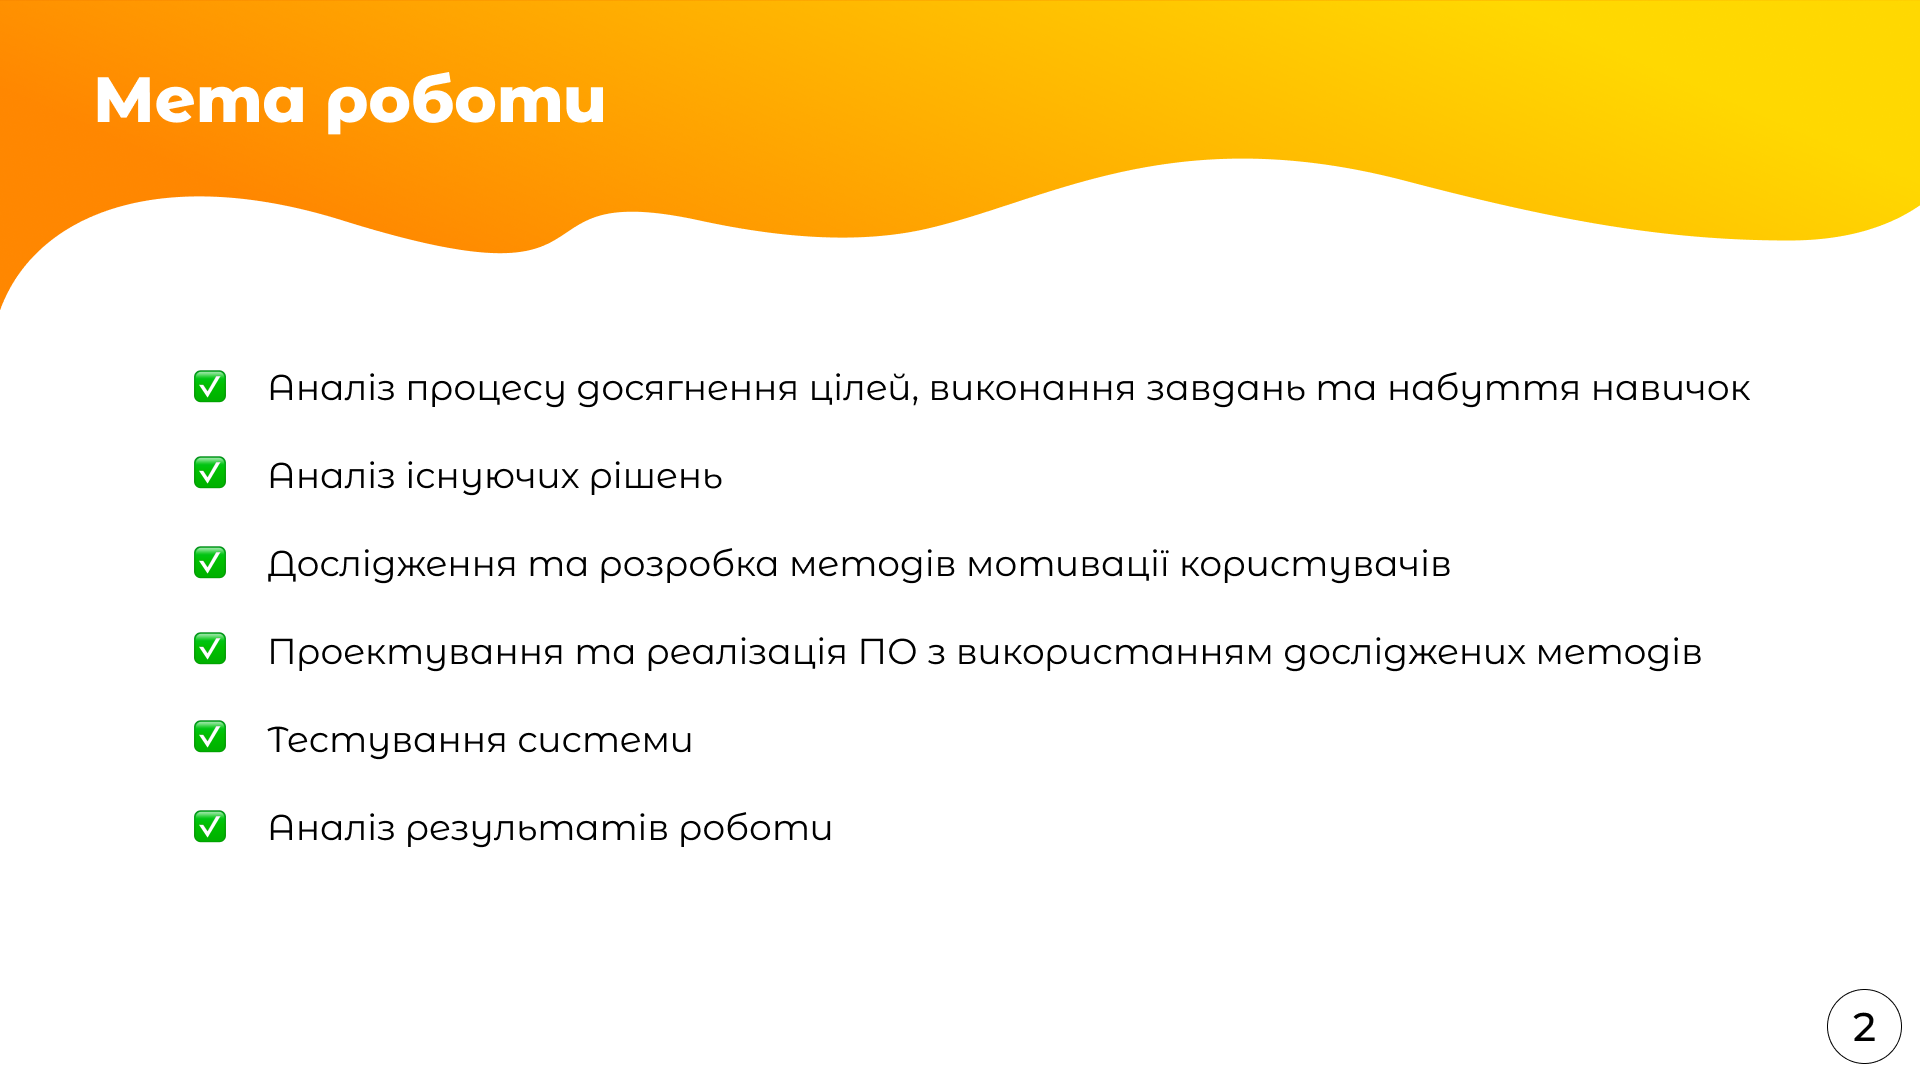 Мета роботи
✅ Аналіз процесу досягнення цілей, виконання завдань та набуття навичок
✅ Аналіз існуючих рішень
✅ Дослідження та розробка методів мотивації користувачів
✅ Проектування та реалізація ПО з використанням досліджених методів
✅ Тестування системи
✅ Аналіз результатів роботи
2